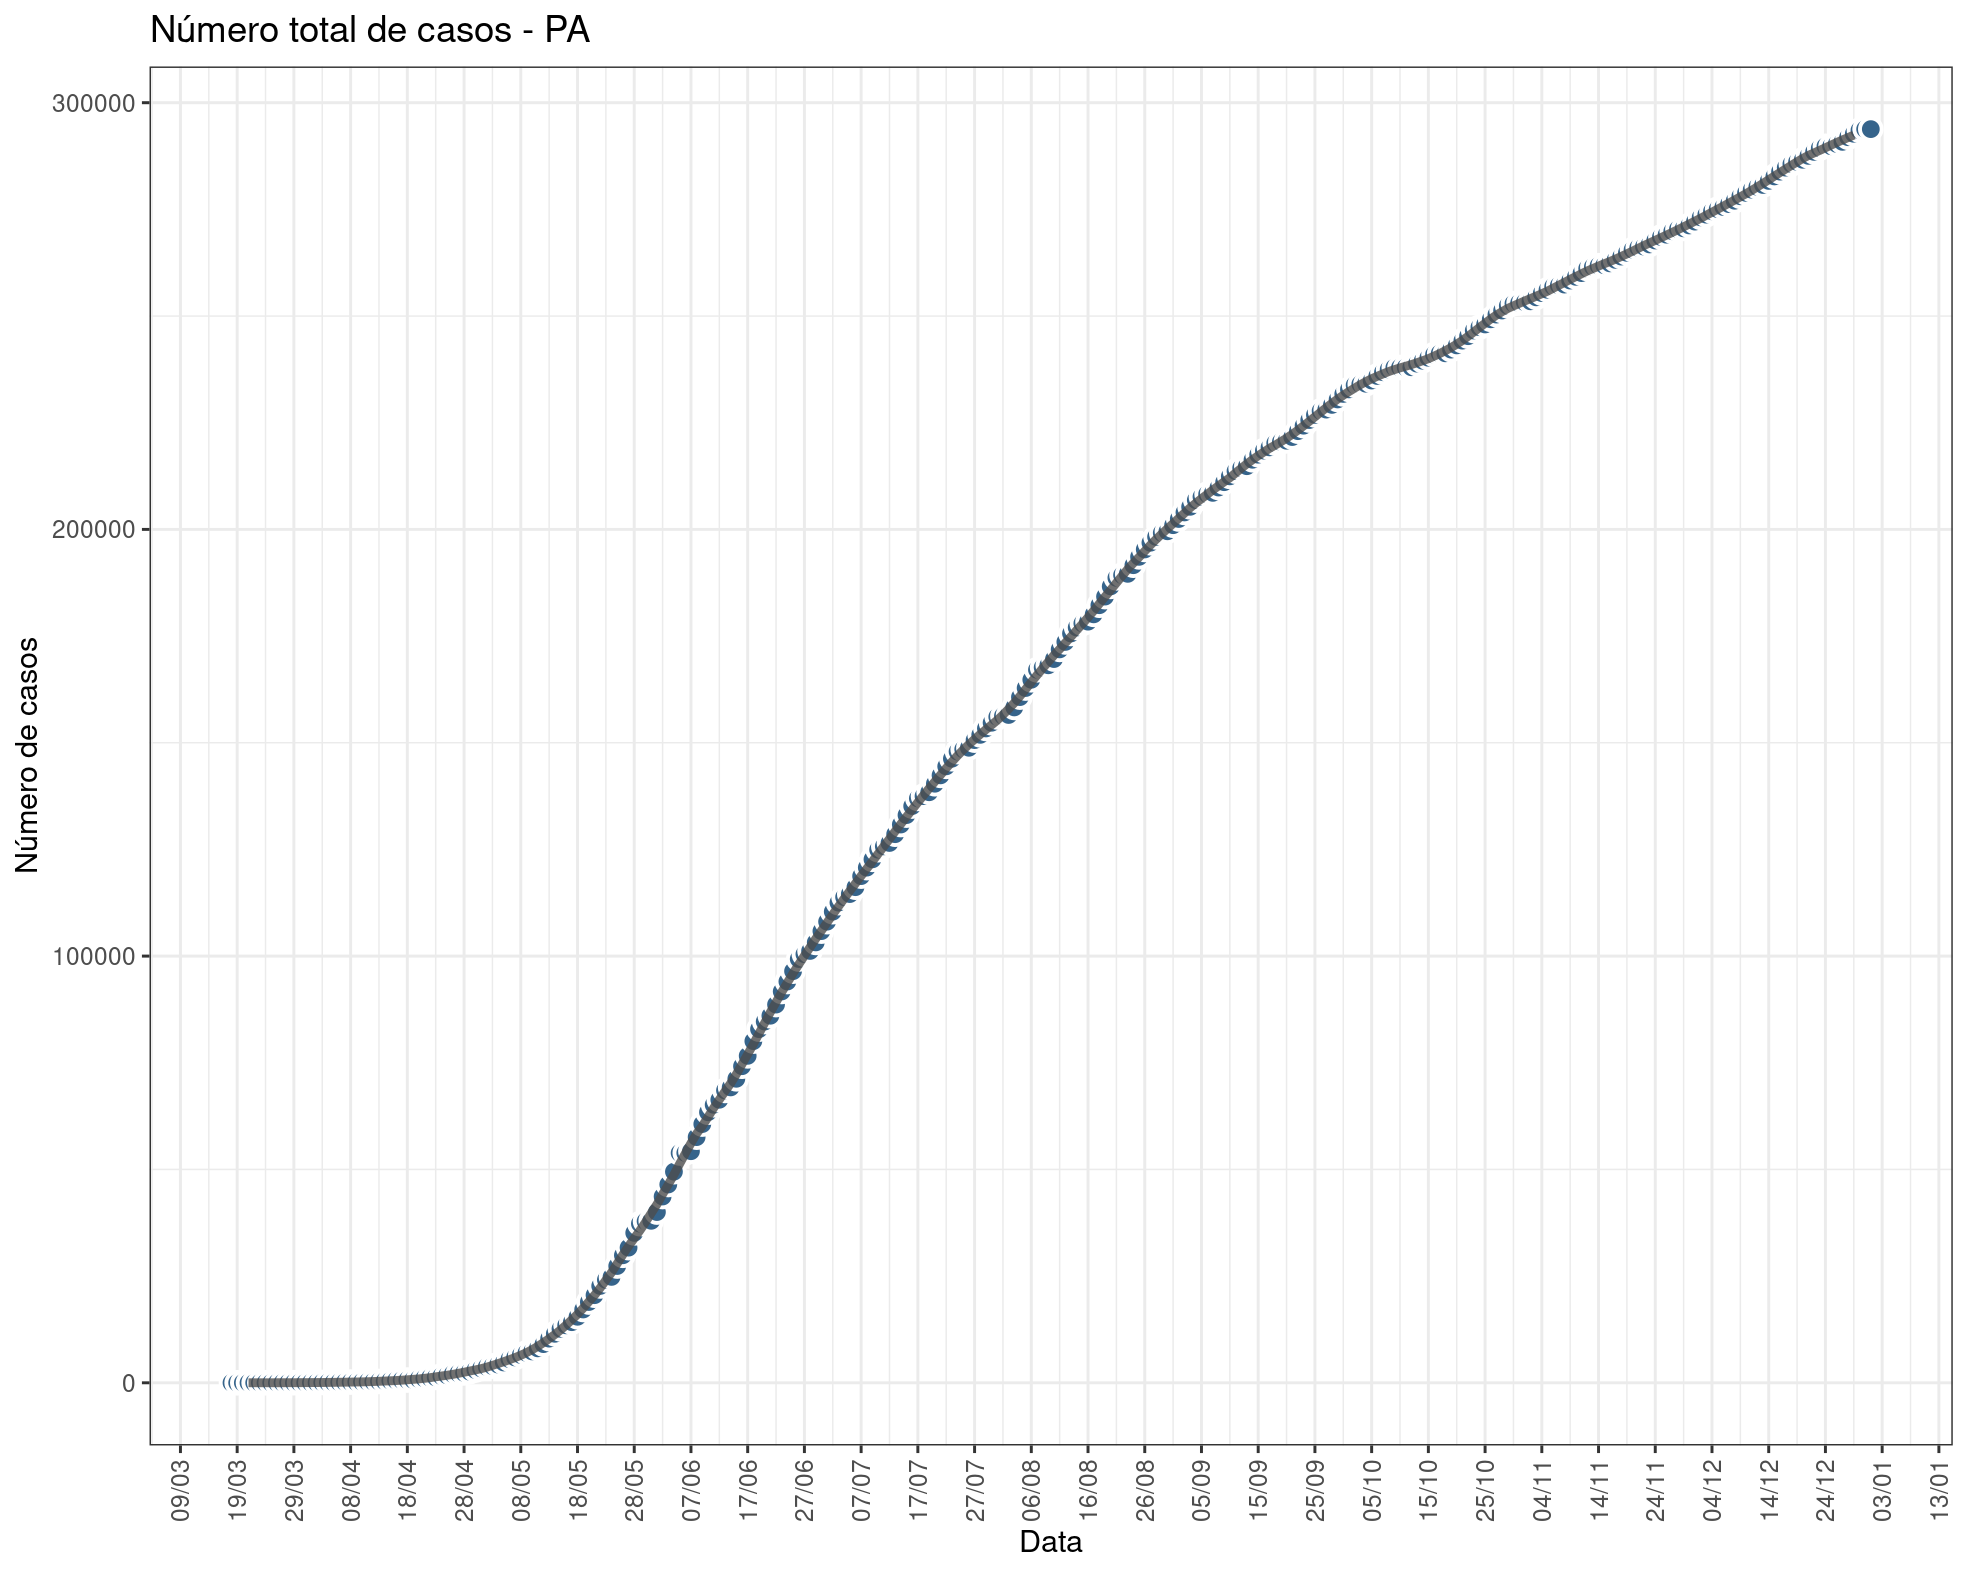 Número total de casos - PA
Número de casos
300000
200000
100000
0
09/03 19/03 29/03 08/04 18/04 28/04 08/05 18/05 28/05 07/06 17/06 27/06 07/07 17/07 27/07 06/08 16/08 26/08 05/09 15/09 25/09 05/10 15/10 25/10 04/11 14/11 24/11 04/12 14/12 24/12 03/01 13/01
Data